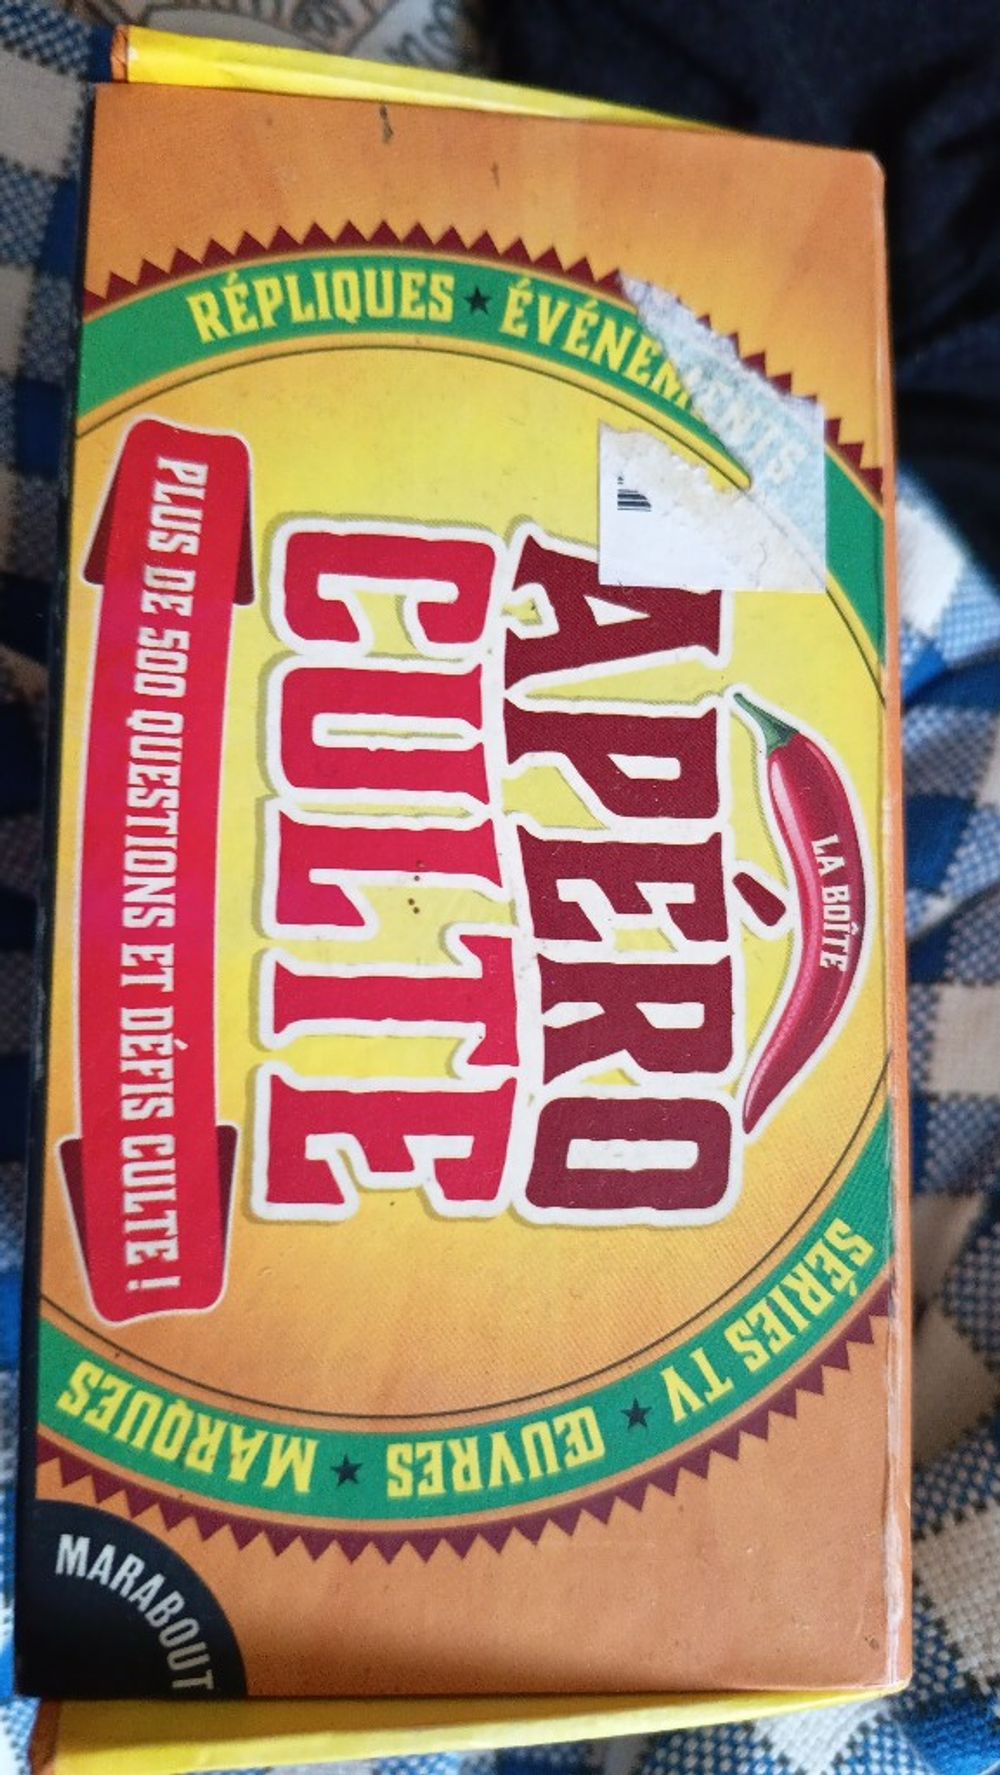 RÉPLIQUES ★ ÉVÉNEMENTS
SÉRIES TV ★ ŒUVRES ★ MARQUES
LA BOÎTE
APÉRO
CULTE
PLUS DE 500 QUESTIONS ET DÉFIS CULTE !
MARABOUT